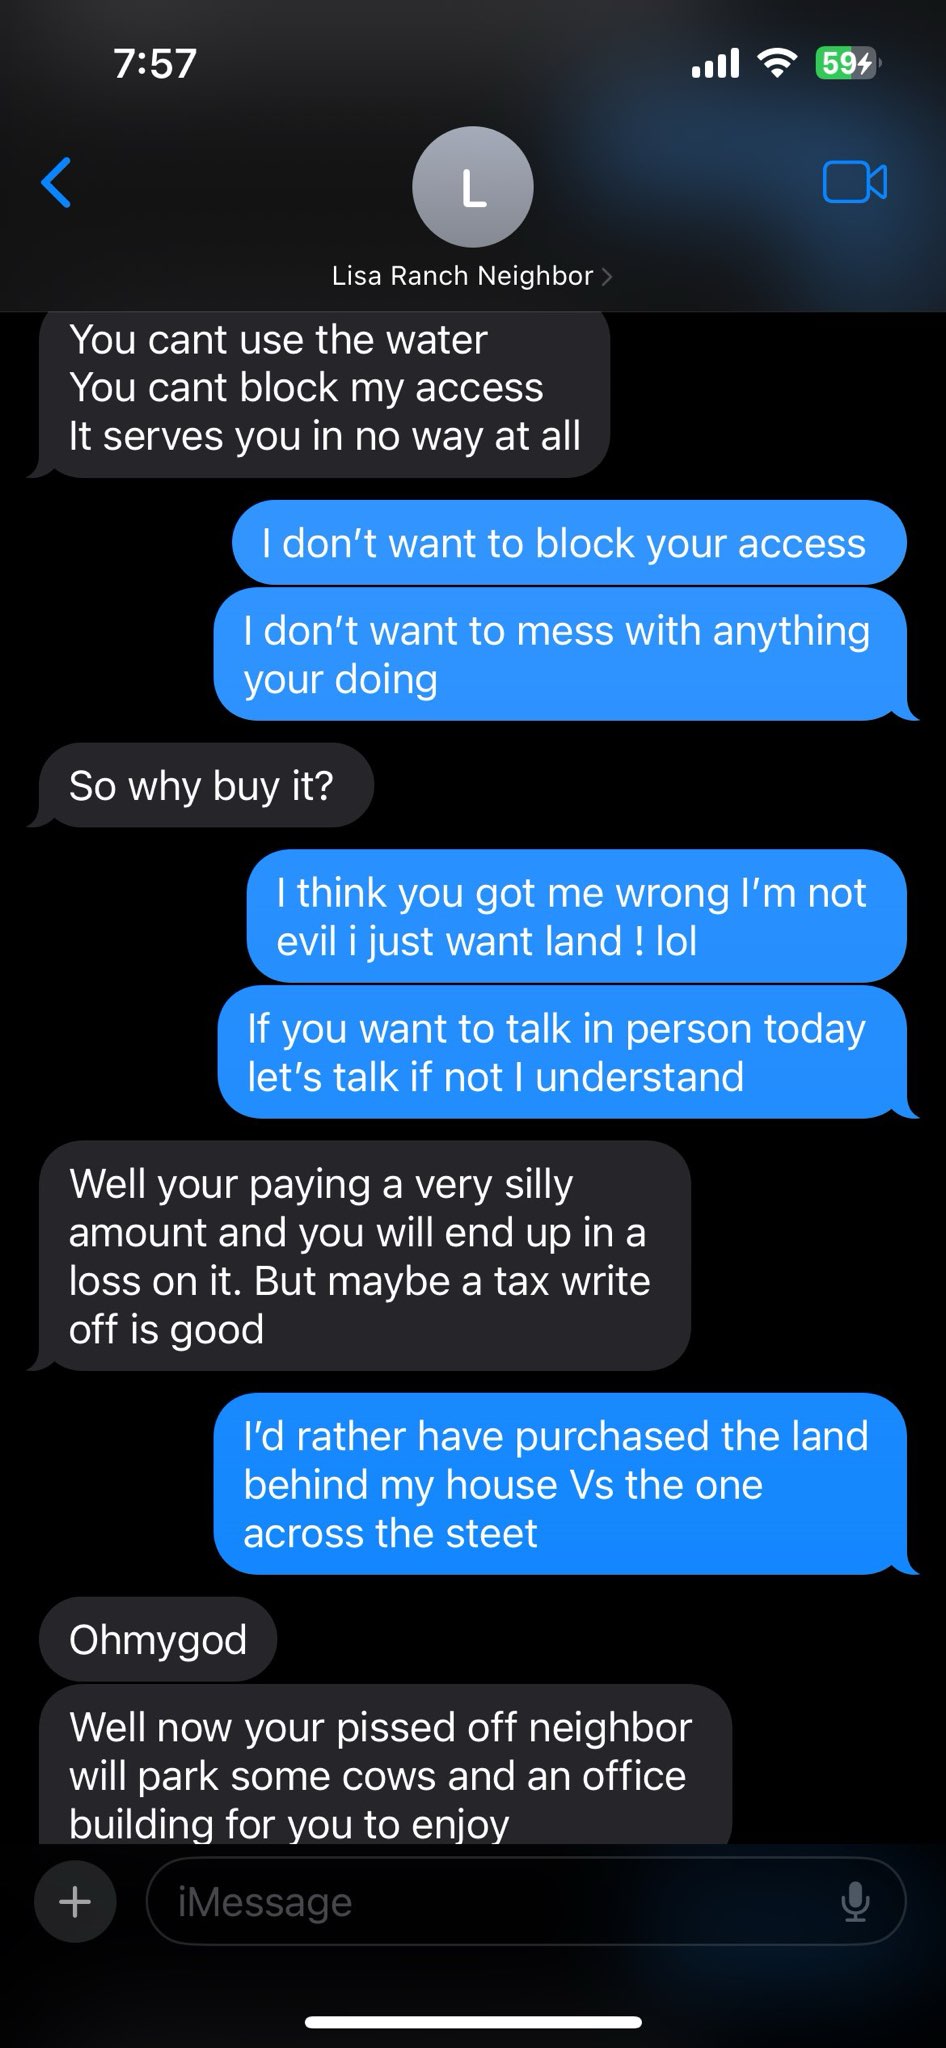 7:57
59
L
Lisa Ranch Neighbor
You cant use the water
You cant block my access
It serves you in no way at all
I don’t want to block your access
I don’t want to mess with anything
your doing
So why buy it?
I think you got me wrong I’m not
evil i just want land ! lol
If you want to talk in person today
let’s talk if not I understand
Well your paying a very silly
amount and you will end up in a
loss on it. But maybe a tax write
off is good
I’d rather have purchased the land
behind my house Vs the one
across the steet
Ohmygod
Well now your pissed off neighbor
will park some cows and an office
building for you to enjoy
iMessage